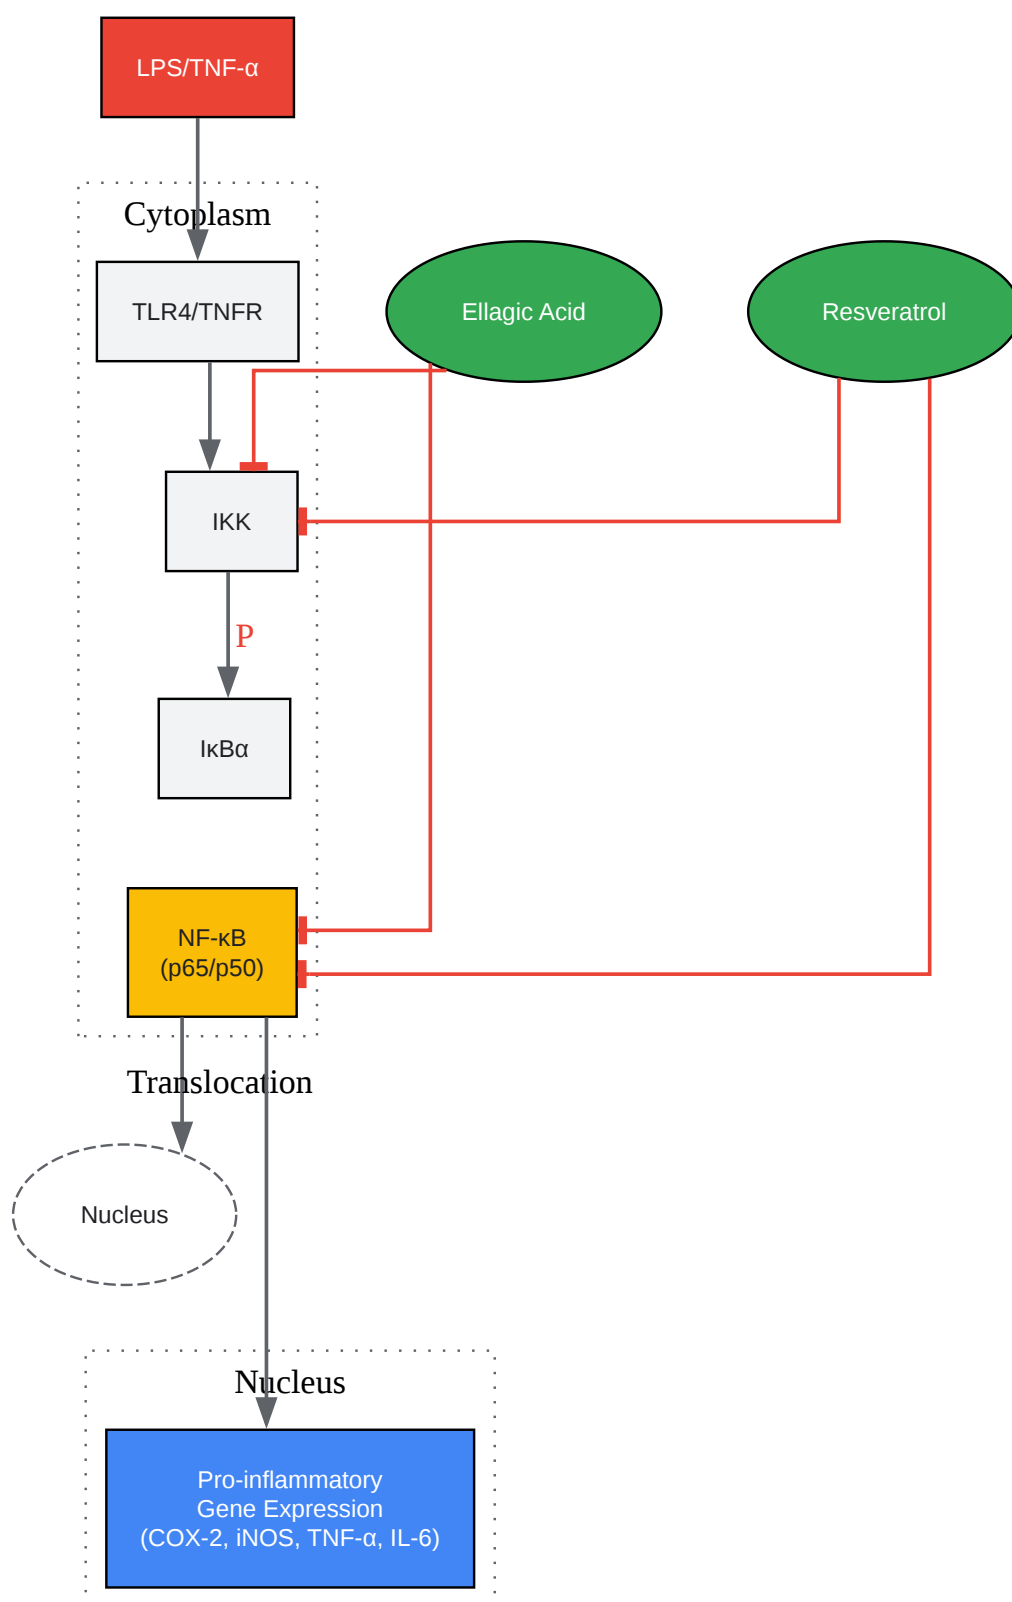 LPS/TNF-α
Cytoplasm
TLR4/TNFR
Ellagic Acid
Resveratrol
IKK
P
IκBα
NF-κB
(p65/p50)
Translocation
Nucleus
Nucleus
Pro-inflammatory
Gene Expression
(COX-2, iNOS, TNF-α, IL-6)